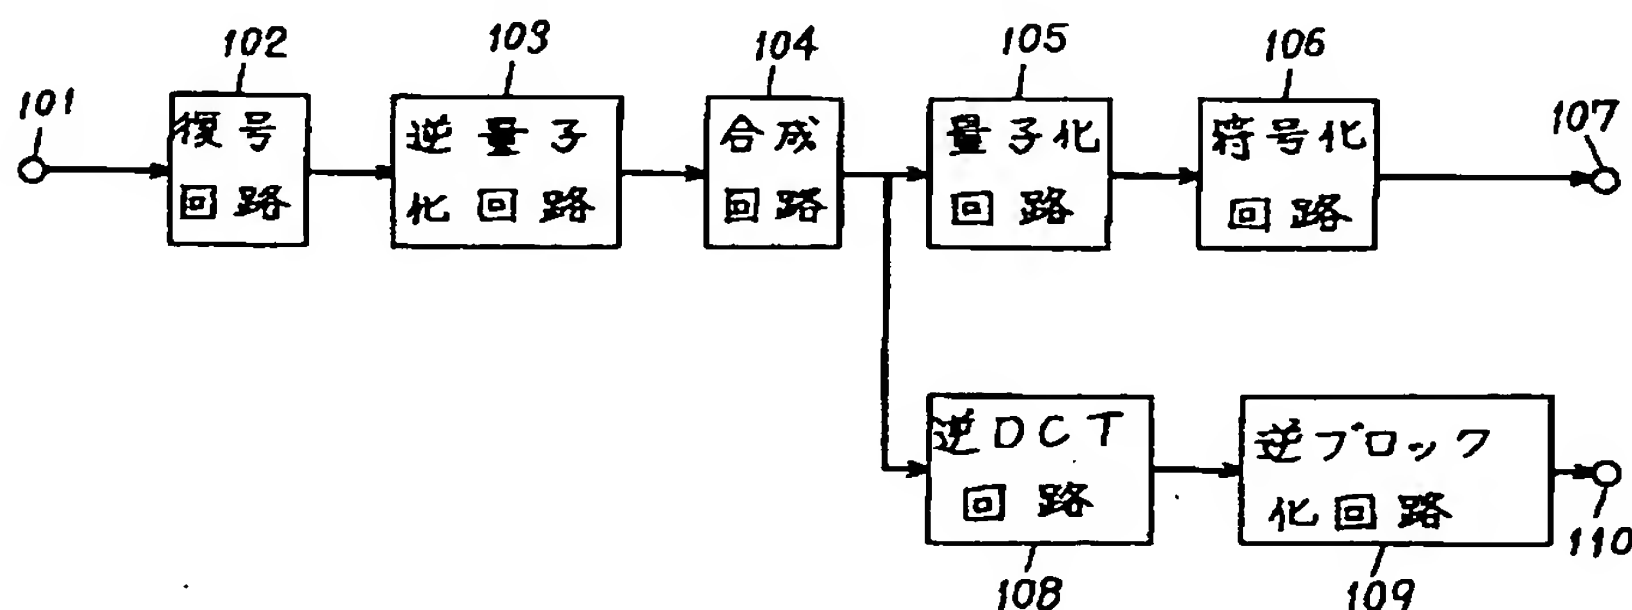 101
102
103
104
105
106
107
復号
回路
逆量子
化回路
合成
回路
量子化
回路
符号化
回路
逆DCT
回路
逆ブロック
化回路
108
109
110